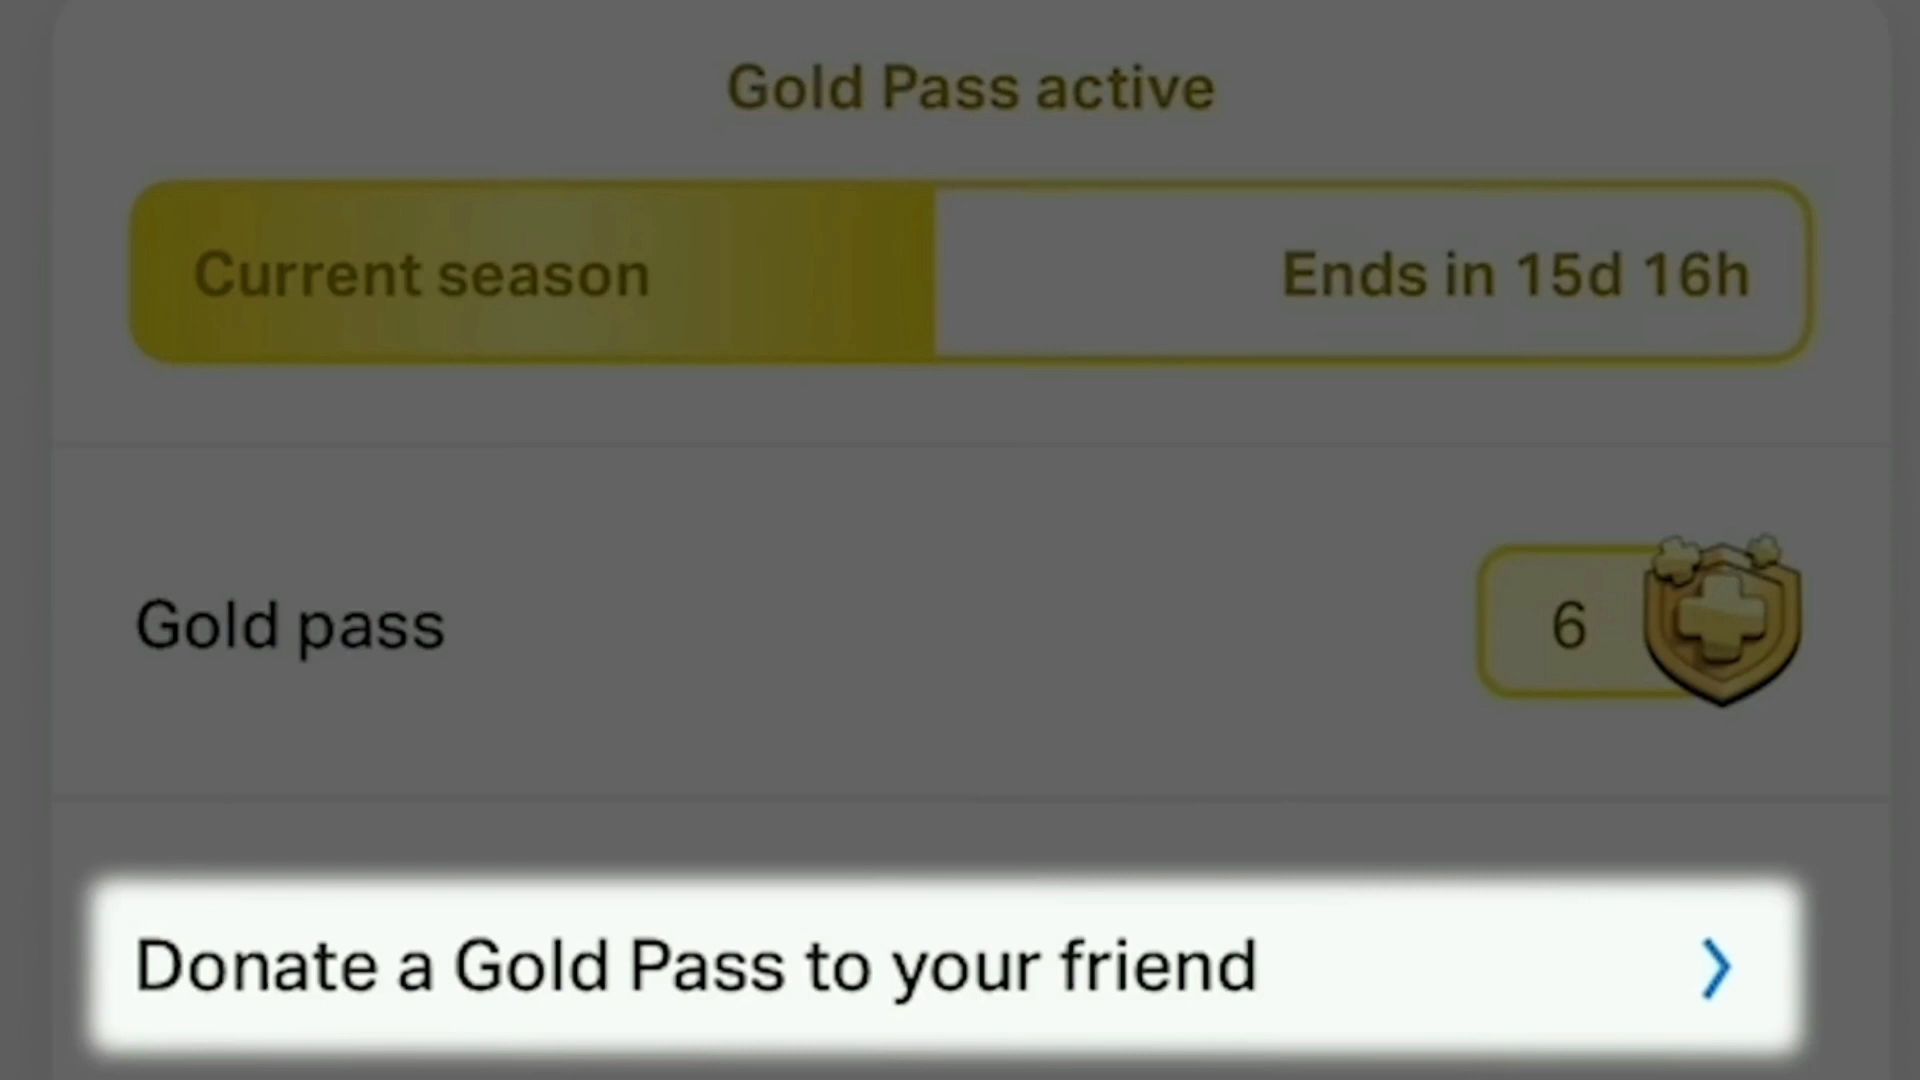 Gold Pass active
Current season
Ends in 15d 16h
Gold pass
6
Donate a Gold Pass to your friend